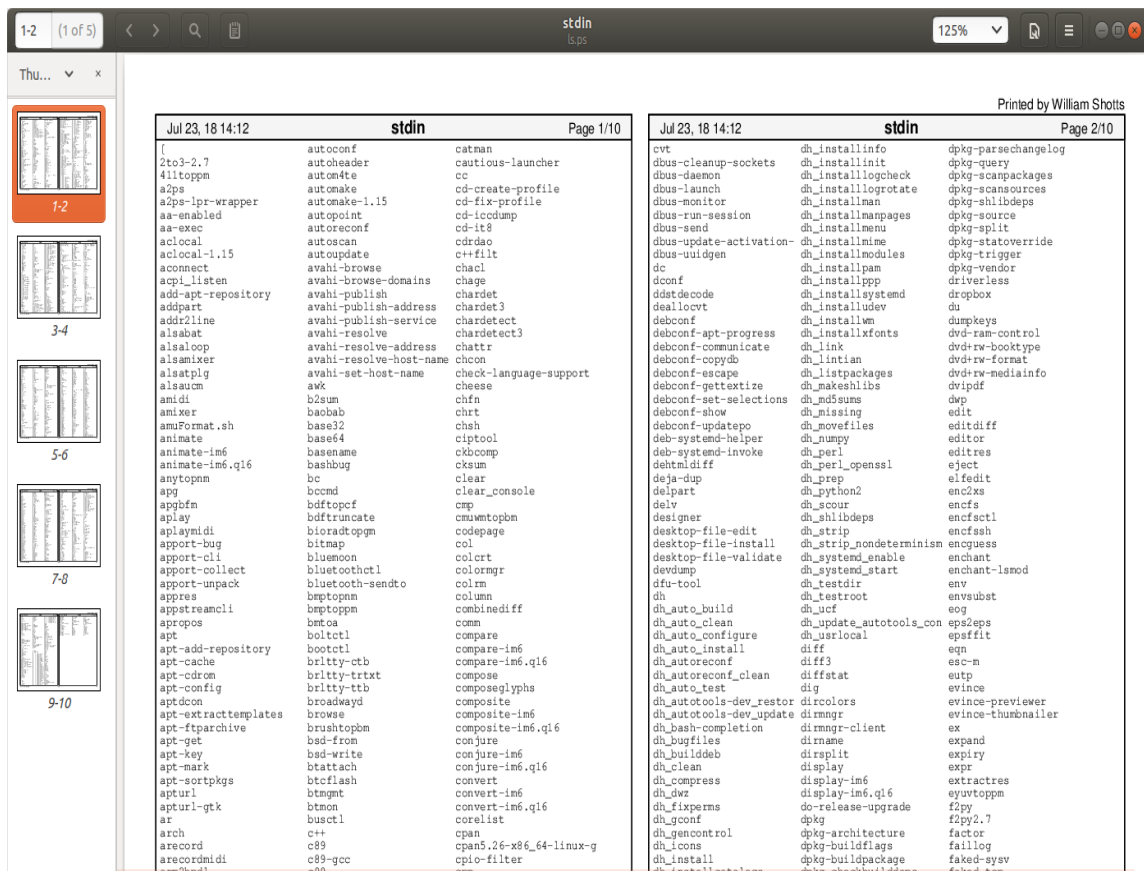 1-2 (1 of 5) stdin 125%
ls.ps
Thu...
1-2
3-4
5-6
7-8
9-10
Printed by William Shotts
Jul 23, 18 14:12 stdin Page 1/10
[ autoconf catman
2to3-2.7 autoheader cautious-launcher
411toppm autom4te cc
a2ps automake cd-create-profile
a2ps-lpr-wrapper automake-1.15 cd-fix-profile
aa-enabled autopoint cd-iccdump
aa-exec autoreconf cd-it8
aclocal autoscan cdrdao
aclocal-1.15 autoupdate c++filt
aconnect avahi-browse chacl
acpi_listen avahi-browse-domains chage
add-apt-repository avahi-publish chardet
addpart avahi-publish-address chardet3
addr2line avahi-publish-service chardetect
alsabat avahi-resolve chardetect3
alsaloop avahi-resolve-address chattr
alsamixer avahi-resolve-host-name chcon
alsatplg avahi-set-host-name check-language-support
alsaucm awk cheese
amidi b2sum chfn
amixer baobab chrt
amuFormat.sh base32 chsh
animate base64 ciptool
animate-im6 basename ckbcomp
animate-im6.q16 bashbug cksum
anytopnm bc clear
apg bccmd clear_console
apgbfm bdftopcf cmp
aplay bdftruncate cmuwmtopbm
aplaymidi bioradtopgm codepage
apport-bug bitmap col
apport-cli bluemoon colcrt
apport-collect bluetoothctl colormgr
apport-unpack bluetooth-sendto colrm
appres bmptopnm column
appstreamcli bmptoppm combinediff
apropos bmtoa comm
apt boltctl compare
apt-add-repository bootctl compare-im6
apt-cache brltty-ctb compare-im6.q16
apt-cdrom brltty-trtxt compose
apt-config brltty-ttb composeglyphs
aptdcon broadwayd composite
apt-extracttemplates browse composite-im6
apt-ftparchive brushtopbm composite-im6.q16
apt-get bsd-from conjure
apt-key bsd-write conjure-im6
apt-mark btattach conjure-im6.q16
apt-sortpkgs btcflash convert
apturl btmgmt convert-im6
apturl-gtk btmon convert-im6.q16
ar busctl corelist
arch c++ cpan
arecord c89 cpan5.26-x86_64-linux-g
arecordmidi c89-gcc cpio-filter
Jul 23, 18 14:12 stdin Page 2/10
cvt dh_installinfo dpkg-parsechangelog
dbus-cleanup-sockets dh_installinit dpkg-query
dbus-daemon dh_installlogcheck dpkg-scanpackages
dbus-launch dh_installlogrotate dpkg-scansources
dbus-monitor dh_installman dpkg-shlibdeps
dbus-run-session dh_installmanpages dpkg-source
dbus-send dh_installmenu dpkg-split
dbus-update-activation- dh_installmime dpkg-statoverride
dbus-uuidgen dh_installmodules dpkg-trigger
dc dh_installpam dpkg-vendor
dconf dh_installppp driverless
ddstdecode dh_installsystemd dropbox
deallocvt dh_installudev du
debconf dh_installwm dumpkeys
debconf-apt-progress dh_installxfonts dvd-ram-control
debconf-communicate dh_link dvd+rw-booktype
debconf-copydb dh_lintian dvd+rw-format
debconf-escape dh_listpackages dvd+rw-mediainfo
debconf-gettextize dh_makeshlibs dvipdf
debconf-set-selections dh_md5sums dwp
debconf-show dh_missing edit
debconf-updatepo dh_movefiles editdiff
deb-systemd-helper dh_numpy editor
deb-systemd-invoke dh_perl editres
dehtmldiff dh_perl_openssl eject
deja-dup dh_prep elfedit
delpart dh_python2 enc2xs
delv dh_scour encfs
designer dh_shlibdeps encfsctl
desktop-file-edit dh_strip encfssh
desktop-file-install dh_strip_nondeterminism encguess
desktop-file-validate dh_systemd_enable enchant
devdump dh_systemd_start enchant-lsmod
dfu-tool dh_testdir env
dh dh_testroot envsubst
dh_auto_build dh_ucf eog
dh_auto_clean dh_update_autotools_con eps2eps
dh_auto_configure dh_usrlocal epsffit
dh_auto_install diff eqn
dh_autoreconf diff3 esc-m
dh_autoreconf_clean diffstat eutp
dh_auto_test dig evince
dh_autotools-dev_restor dircolors evince-previewer
dh_autotools-dev_update dirmngr evince-thumbnailer
dh_bash-completion dirmngr-client ex
dh_bugfiles dirname expand
dh_builddeb dirsplit expiry
dh_clean display expr
dh_compress display-im6 extractres
dh_dwz display-im6.q16 eyuvtoppm
dh_fixperms do-release-upgrade f2py
dh_gconf dpkg f2py2.7
dh_gencontrol dpkg-architecture factor
dh_icons dpkg-buildflags faillog
dh_install dpkg-buildpackage faked-sysv